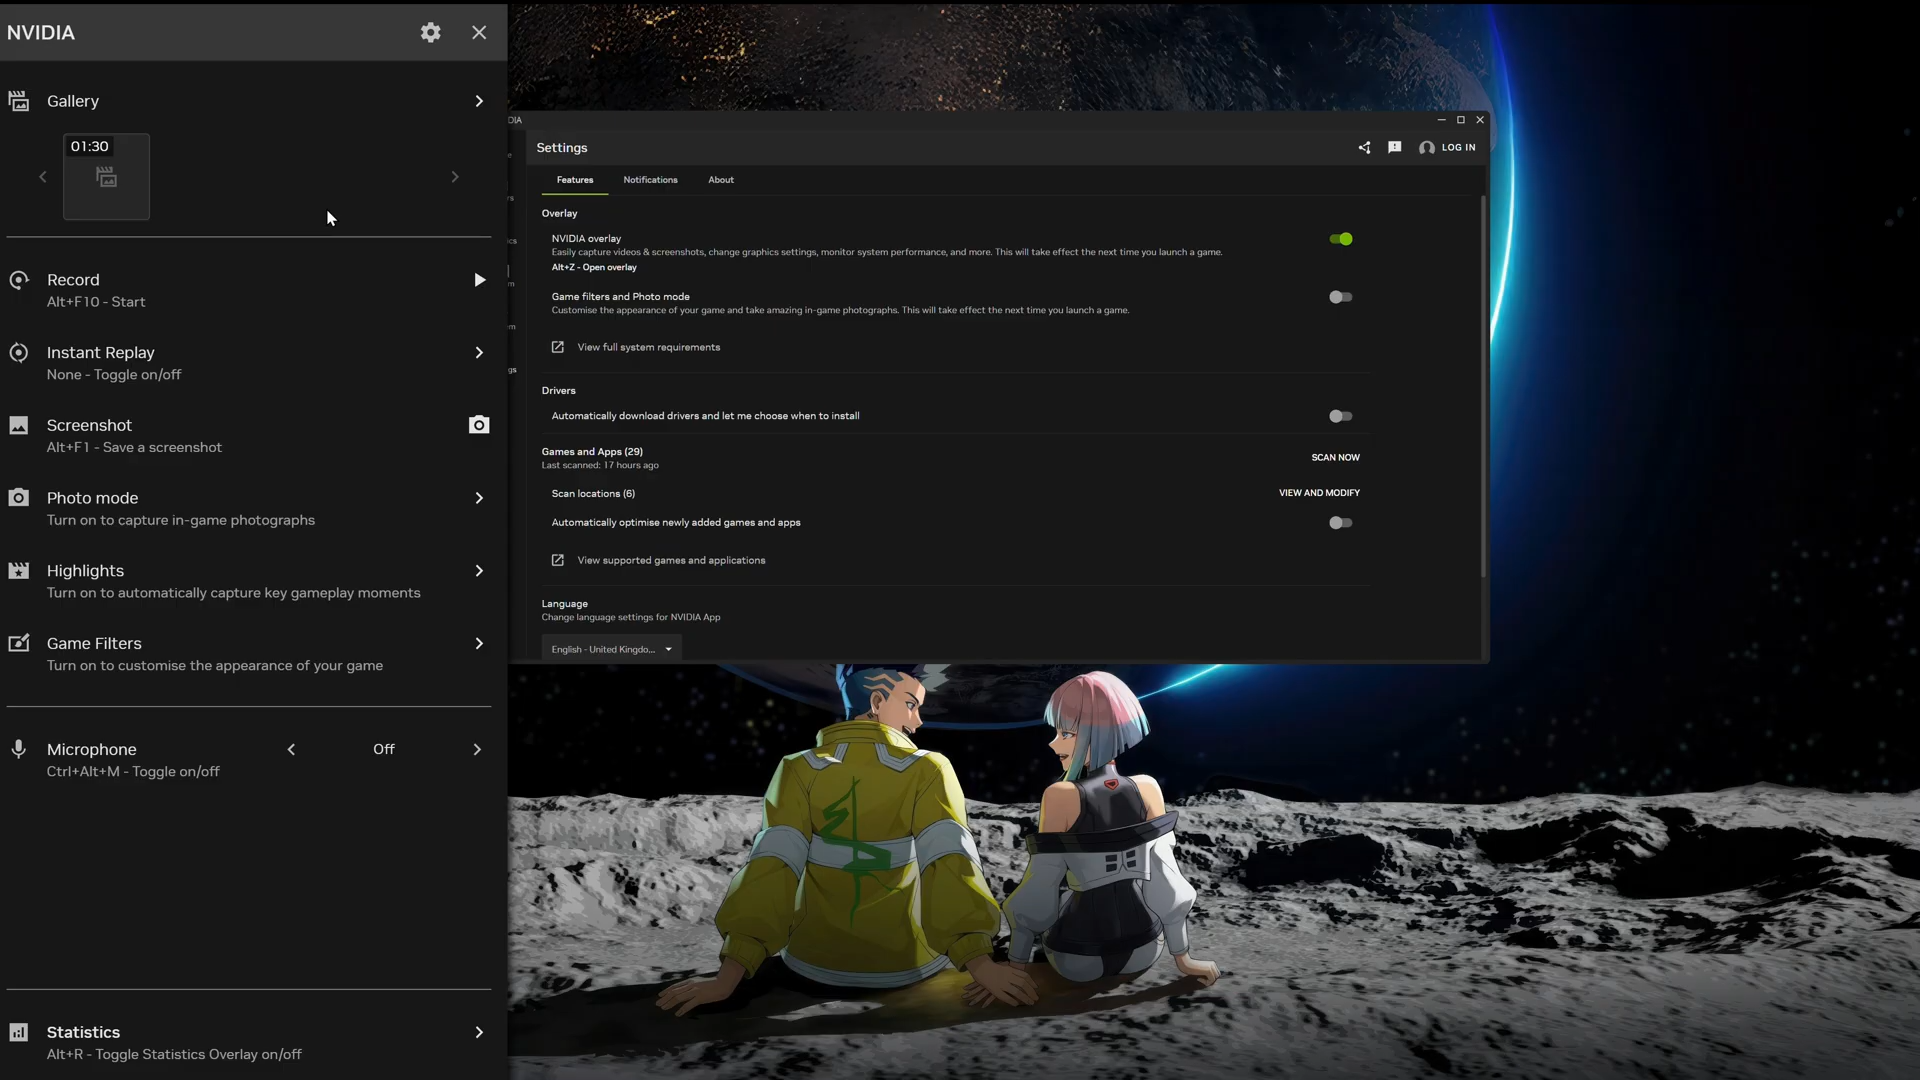 NVIDIA
Gallery
01:30
Record
Alt+F10 - Start
Instant Replay
None - Toggle on/off
Screenshot
Alt+F1 - Save a screenshot
Photo mode
Turn on to capture in-game photographs
Highlights
Turn on to automatically capture key gameplay moments
Game Filters
Turn on to customise the appearance of your game
Microphone
Off
Ctrl+Alt+M - Toggle on/off
Statistics
Alt+R - Toggle Statistics Overlay on/off
DIA
Settings
LOG IN
Features
Notifications
About
Overlay
NVIDIA overlay
Easily capture videos & screenshots, change graphics settings, monitor system performance, and more. This will take effect the next time you launch a game.
Alt+Z - Open overlay
Game filters and Photo mode
Customise the appearance of your game and take amazing in-game photographs. This will take effect the next time you launch a game.
View full system requirements
Drivers
Automatically download drivers and let me choose when to install
Games and Apps (29)
Last scanned: 17 hours ago
SCAN NOW
Scan locations (6)
VIEW AND MODIFY
Automatically optimise newly added games and apps
View supported games and applications
Language
Change language settings for NVIDIA App
English - United Kingdo...